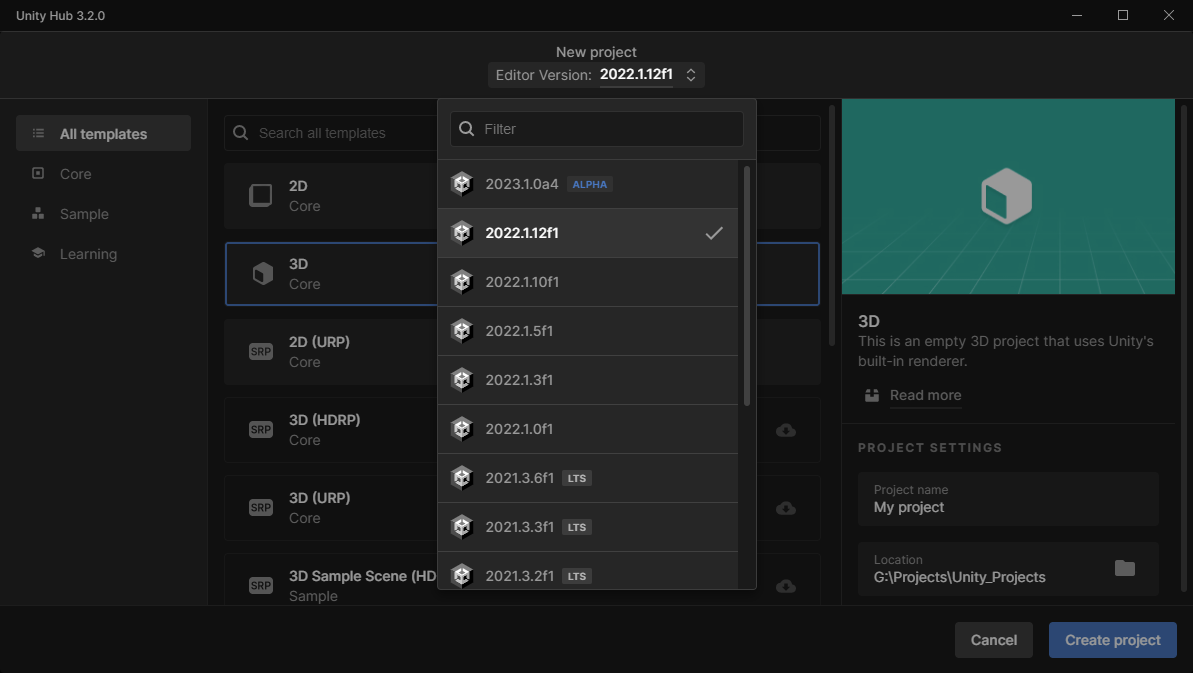 Unity Hub 3.2.0
New project
Editor Version: 2022.1.12f1
All templates
Core
Sample
Learning
Search all templates
2D
Core
3D
Core
SRP
2D (URP)
Core
SRP
3D (HDRP)
Core
SRP
3D (URP)
Core
SRP
3D Sample Scene (HD
Sample
Filter
2023.1.0a4 ALPHA
2022.1.12f1
2022.1.10f1
2022.1.5f1
2022.1.3f1
2022.1.0f1
2021.3.6f1 LTS
2021.3.3f1 LTS
2021.3.2f1 LTS
3D
This is an empty 3D project that uses Unity's
built-in renderer.
Read more
PROJECT SETTINGS
Project name
My project
Location
G:\Projects\Unity_Projects
Cancel
Create project